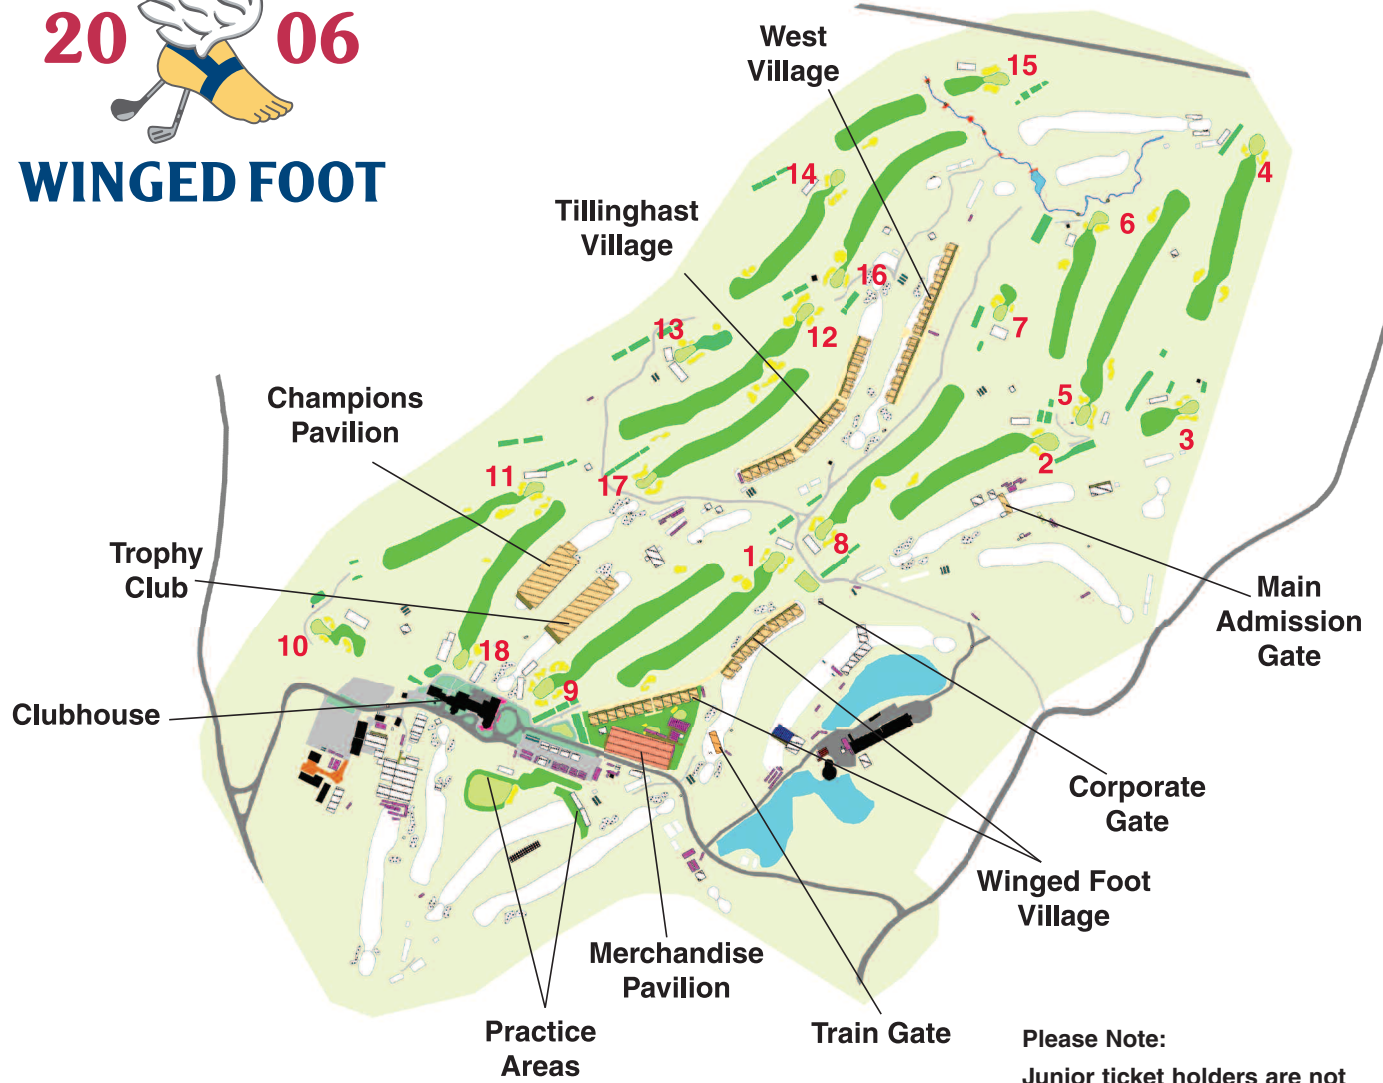 20 06
WINGED FOOT
West
Village
15
14
4
Tillinghast
Village
6
16
7
13
12
Champions
Pavilion
5
3
2
11
17
8
1
Trophy
Club
Main
Admission
Gate
10
18
9
Clubhouse
Corporate
Gate
Winged Foot
Village
Merchandise
Pavilion
Train Gate
Practice
Areas
Please Note:
Junior ticket holders are not